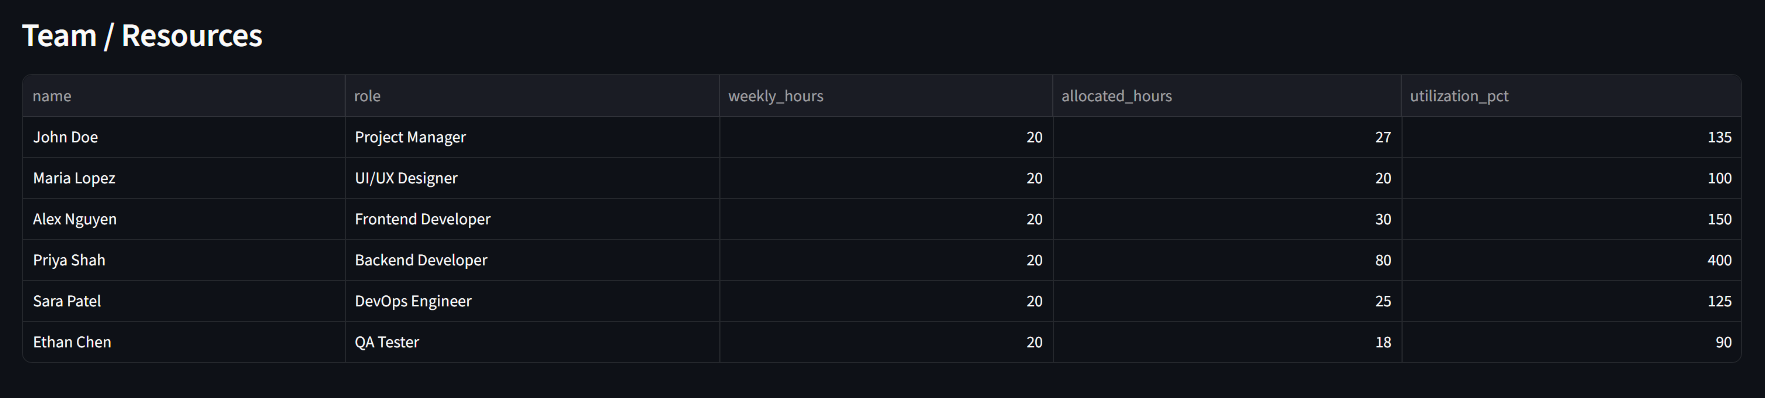 Team / Resources
name role weekly_hours allocated_hours utilization_pct
John Doe Project Manager 20 27 135
Maria Lopez UI/UX Designer 20 20 100
Alex Nguyen Frontend Developer 20 30 150
Priya Shah Backend Developer 20 80 400
Sara Patel DevOps Engineer 20 25 125
Ethan Chen QA Tester 20 18 90